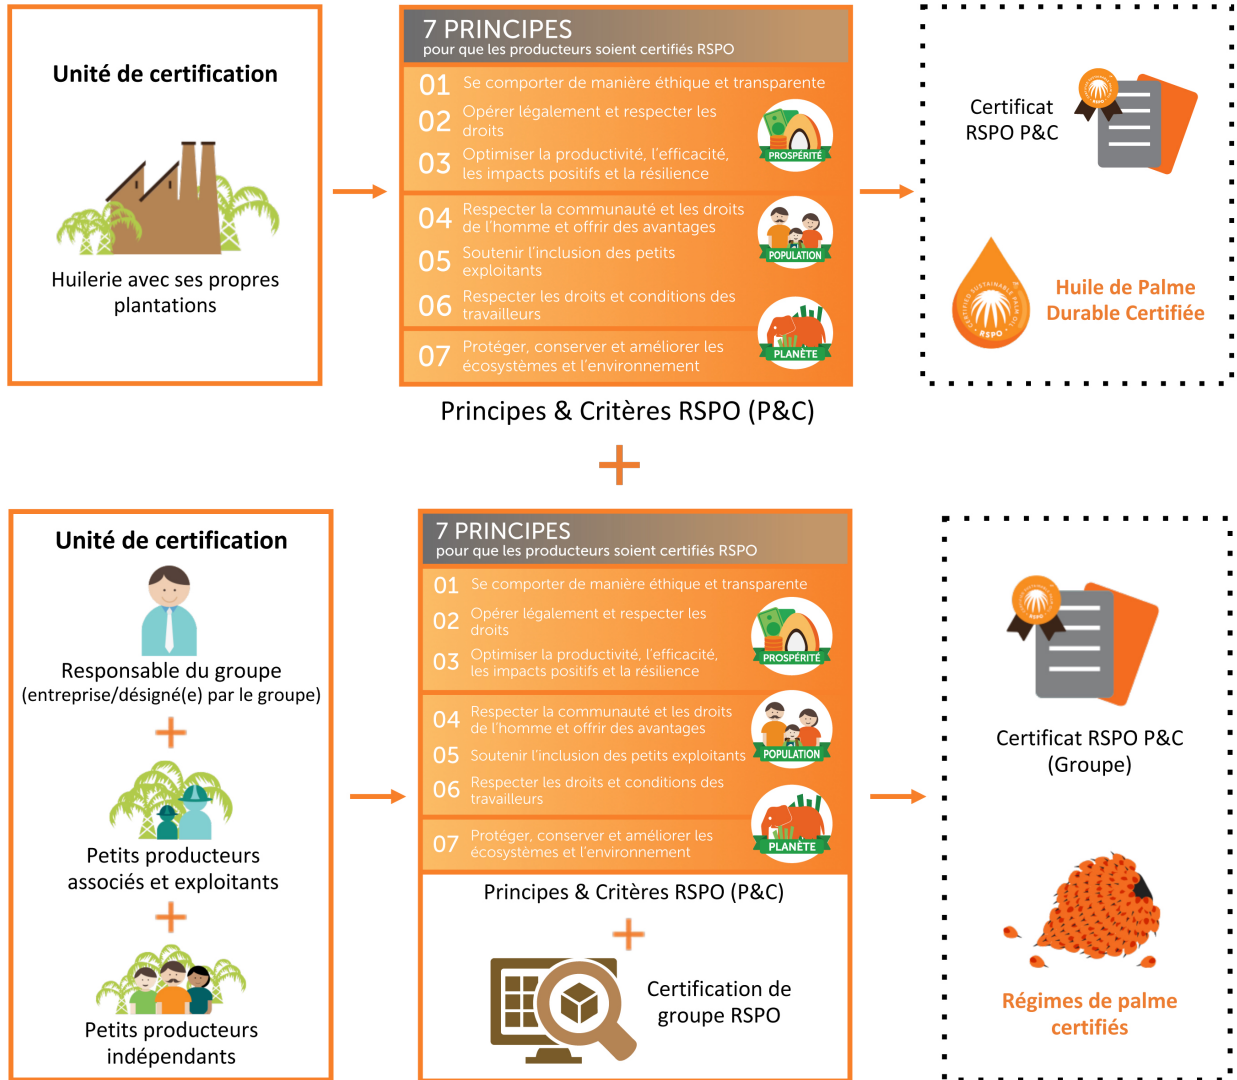 Unité de certification
Huilerie avec ses propres
plantations
7 PRINCIPES
pour que les producteurs soient certifiés RSPO
01 Se comporter de manière éthique et transparente
02 Opérer légalement et respecter les
droits
03 Optimiser la productivité, l'efficacité,
les impacts positifs et la résilience
PROSPÉRITÉ
04 Respecter la communauté et les droits
de l'homme et offrir des avantages
05 Soutenir l'inclusion des petits
exploitants
POPULATION
06 Respecter les droits et conditions des
travailleurs
07 Protéger, conserver et améliorer les
écosystèmes et l'environnement
PLANÈTE
Principes & Critères RSPO (P&C)
Certificat
RSPO P&C
RSPO
CERTIFIED SUSTAINABLE PALM OIL
RSPO
Huile de Palme
Durable Certifiée
+
Unité de certification
Responsable du groupe
(entreprise/désigné(e) par le groupe)
+
Petits producteurs
associés et exploitants
+
Petits producteurs
indépendants
7 PRINCIPES
pour que les producteurs soient certifiés RSPO
01 Se comporter de manière éthique et transparente
02 Opérer légalement et respecter les
droits
03 Optimiser la productivité, l'efficacité,
les impacts positifs et la résilience
PROSPÉRITÉ
04 Respecter la communauté et les droits
de l'homme et offrir des avantages
05 Soutenir l'inclusion des petits exploitants
POPULATION
06 Respecter les droits et conditions des
travailleurs
07 Protéger, conserver et améliorer les
écosystèmes et l'environnement
PLANÈTE
Principes & Critères RSPO (P&C)
+
Certification de
groupe RSPO
RSPO
Certificat RSPO P&C
(Groupe)
Régimes de palme
certifiés